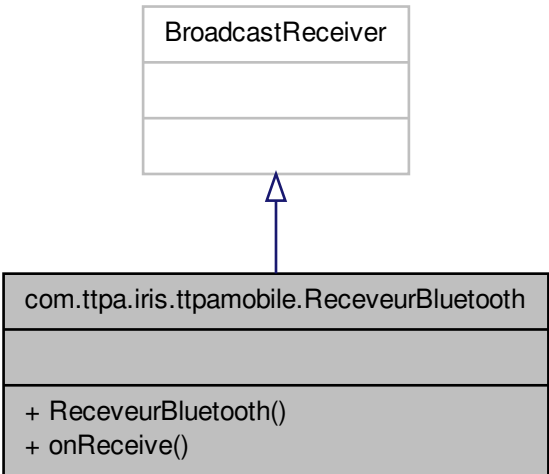 BroadcastReceiver
com.ttpa.iris.ttpamobile.ReceveurBluetooth
+ ReceveurBluetooth()
+ onReceive()